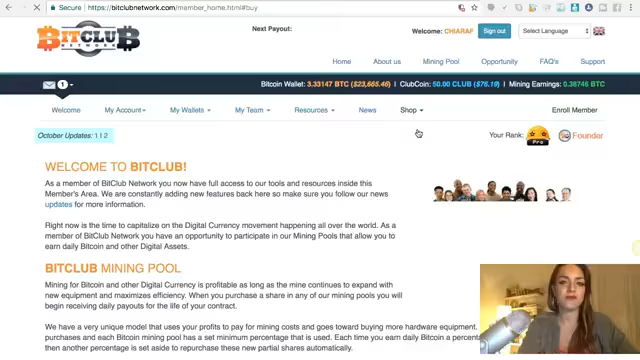 https://bitclubnetwork.com/member_home.html#buy
BITCLUB
NETWORK
Next Payout:
CHIARAF
Sign out
Select Language
Home About us Mining Pool Opportunity FAQ's Support
1
Bitcoin Wallet: 3.33147 BTC ($23,665.46) | ClubCoin: 50.00 CLUB ($76.19) | Mining Earnings: 0.38746 BTC
Welcome My Account My Wallets My Team Resources News Shop Enroll Member
October Updates: 1 | 2
Your Rank: Pro Founder
WELCOME TO BITCLUB!
As a member of BitClub Network you now have full access to our tools and resources inside this
Member's Area. We are constantly adding new features back here so make sure you follow our news
updates for more information.
Right now is the time to capitalize on the Digital Currency movement happening all over the world. As a
member of BitClub Network you have an opportunity to participate in our Mining Pools that allow you to
earn daily Bitcoin and other Digital Assets.
BITCLUB MINING POOL
Mining for Bitcoin and other Digital Currency is profitable as long as the mine continues to expand with
new equipment and maximizes efficiency. When you purchase a share in any of our mining pools you will
begin receiving daily payouts for the life of your contract.
We have a very unique model that uses your profits to pay for mining costs and goes toward buying more hardware equipment.
purchases and each Bitcoin mining pool has a set minimum percentage that is used. Each time you earn daily Bitcoin a
then another percentage is set aside to repurchase these new partial shares automatically.